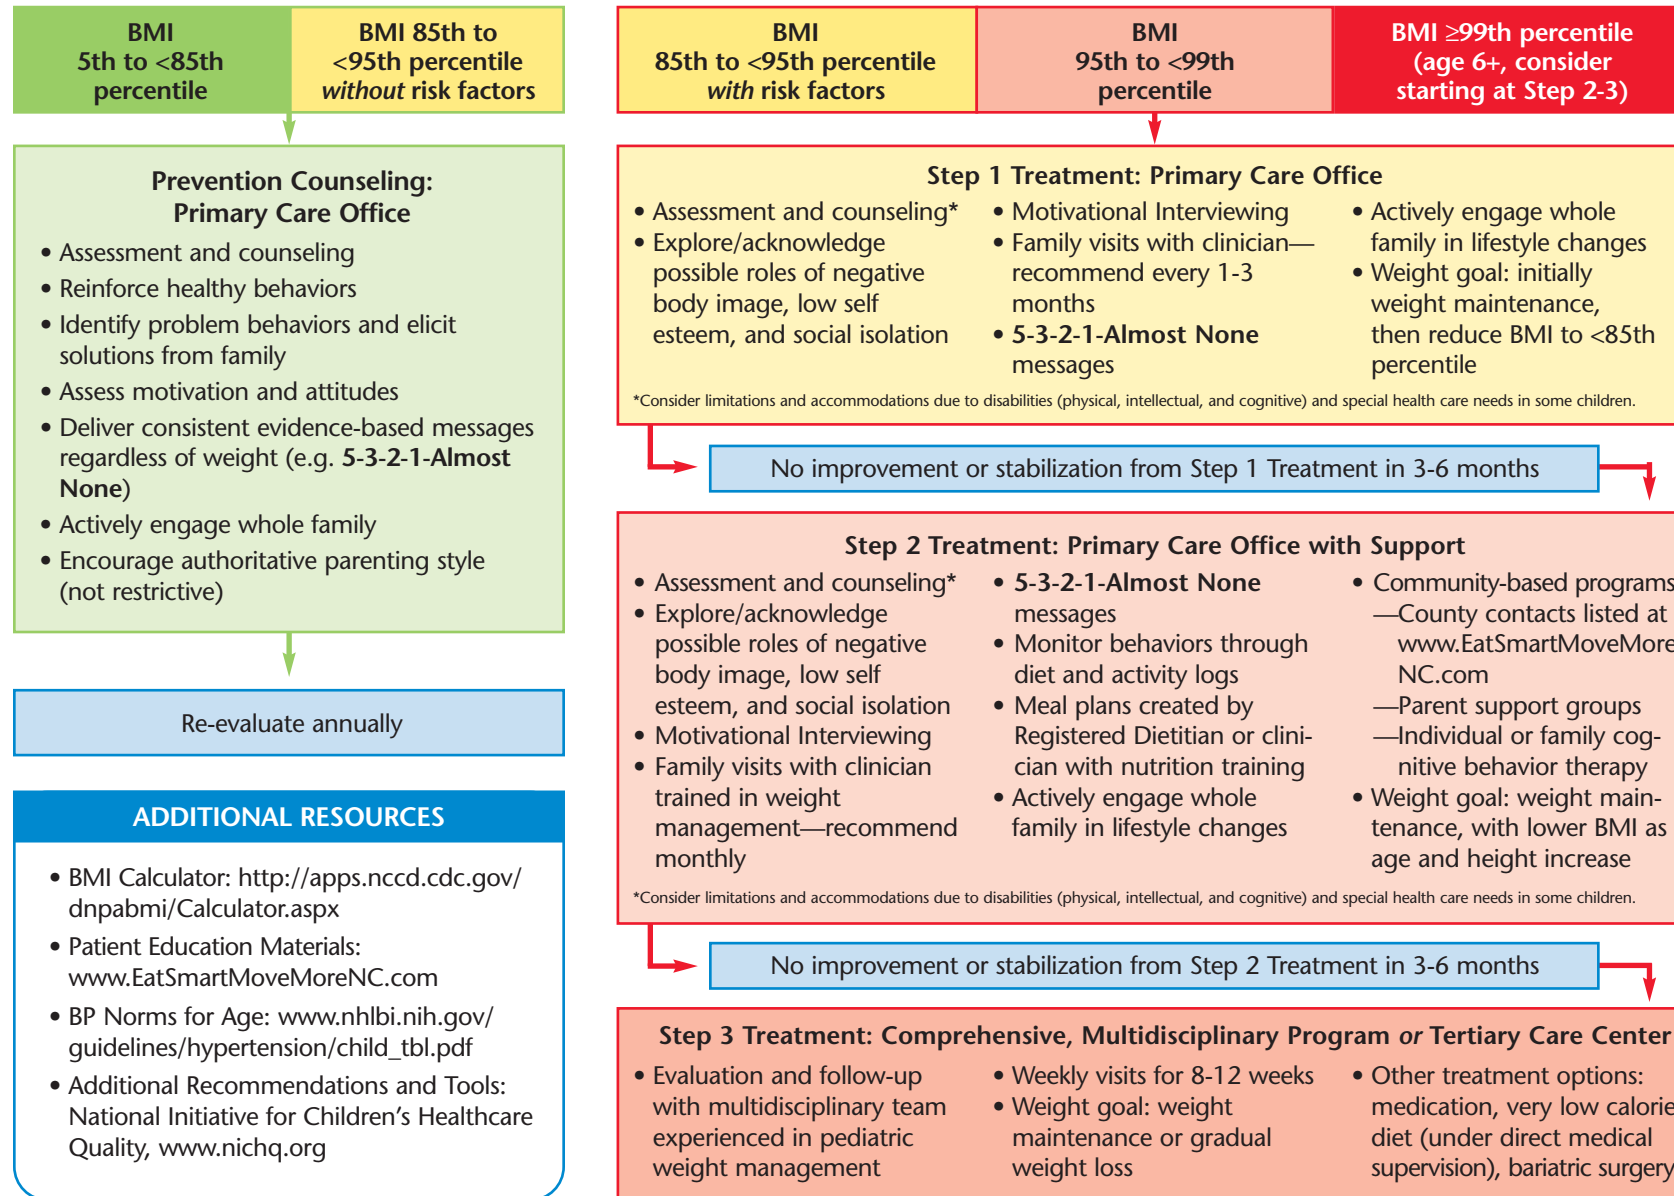 BMI
5th to <85th
percentile
BMI 85th to
<95th percentile
without risk factors
Prevention Counseling:
Primary Care Office
• Assessment and counseling
• Reinforce healthy behaviors
• Identify problem behaviors and elicit
solutions from family
• Assess motivation and attitudes
• Deliver consistent evidence-based messages
regardless of weight (e.g. 5-3-2-1-Almost
None)
• Actively engage whole family
• Encourage authoritative parenting style
(not restrictive)
Re-evaluate annually
ADDITIONAL RESOURCES
• BMI Calculator: http://apps.nccd.cdc.gov/
dnpabmi/Calculator.aspx
• Patient Education Materials:
www.EatSmartMoveMoreNC.com
• BP Norms for Age: www.nhlbi.nih.gov/
guidelines/hypertension/child_tbl.pdf
• Additional Recommendations and Tools:
National Initiative for Children's Healthcare
Quality, www.nichq.org
BMI
85th to <95th percentile
with risk factors
BMI
95th to <99th
percentile
BMI ≥99th percentile
(age 6+, consider
starting at Step 2-3)
Step 1 Treatment: Primary Care Office
• Assessment and counseling*
• Explore/acknowledge
possible roles of negative
body image, low self
esteem, and social isolation
• Motivational Interviewing
• Family visits with clinician—
recommend every 1-3
months
• 5-3-2-1-Almost None
messages
• Actively engage whole
family in lifestyle changes
• Weight goal: initially
weight maintenance,
then reduce BMI to <85th
percentile
*Consider limitations and accommodations due to disabilities (physical, intellectual, and cognitive) and special health care needs in some children.
No improvement or stabilization from Step 1 Treatment in 3-6 months
Step 2 Treatment: Primary Care Office with Support
• Assessment and counseling*
• Explore/acknowledge
possible roles of negative
body image, low self
esteem, and social isolation
• Motivational Interviewing
• Family visits with clinician
trained in weight
management—recommend
monthly
• 5-3-2-1-Almost None
messages
• Monitor behaviors through
diet and activity logs
• Meal plans created by
Registered Dietitian or clini-
cian with nutrition training
• Actively engage whole
family in lifestyle changes
• Community-based programs
—County contacts listed at
www.EatSmartMoveMore
NC.com
—Parent support groups
—Individual or family cog-
nitive behavior therapy
• Weight goal: weight main-
tenance, with lower BMI as
age and height increase
*Consider limitations and accommodations due to disabilities (physical, intellectual, and cognitive) and special health care needs in some children.
No improvement or stabilization from Step 2 Treatment in 3-6 months
Step 3 Treatment: Comprehensive, Multidisciplinary Program or Tertiary Care Center
• Evaluation and follow-up
with multidisciplinary team
experienced in pediatric
weight management
• Weekly visits for 8-12 weeks
• Weight goal: weight
maintenance or gradual
weight loss
• Other treatment options:
medication, very low calorie
diet (under direct medical
supervision), bariatric surgery